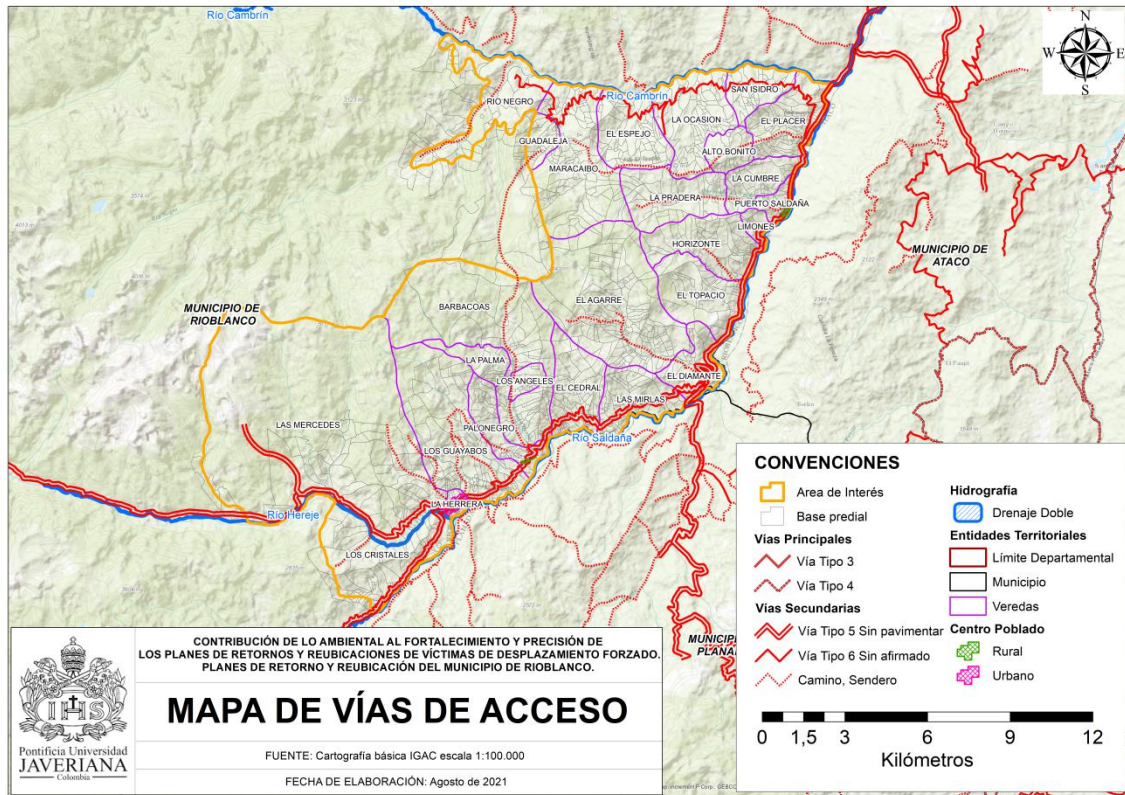 Río Cambrín
N
W E
S
Río Cambrín
RIO NEGRO
SAN ISIDRO
LA OCASION
EL PLACER
EL ESPEJO
GUADALEJA
ALTO BONITO
MARACAIBO
LA CUMBRE
LA PRADERA
PUERTO SALDAÑA
LIMONES
HORIZONTE
MUNICIPIO DE
ATACO
EL TOPACIO
EL AGARRE
BARBACOAS
MUNICIPIO DE
RIOBLANCO
LA PALMA
LOS ANGELES
EL CEDRAL
EL DIAMANTE
LAS MIRLAS
LAS MERCEDES
PALONEGRO
Río Saldaña
LOS GUAYABOS
LA HERRERA
Río Hereje
LOS CRISTALES
CONVENCIONES
Area de Interés
Base predial
Vías Principales
Vía Tipo 3
Vía Tipo 4
Vías Secundarias
Vía Tipo 5 Sin pavimentar
Vía Tipo 6 Sin afirmado
Camino, Sendero
Hidrografía
Drenaje Doble
Entidades Territoriales
Límite Departamental
Municipio
Veredas
Centro Poblado
Rural
Urbano
0 1,5 3 6 9 12
Kilómetros
IHS
Pontificia Universidad
JAVERIANA
Colombia
CONTRIBUCIÓN DE LO AMBIENTAL AL FORTALECIMIENTO Y PRECISIÓN DE
LOS PLANES DE RETORNOS Y REUBICACIONES DE VÍCTIMAS DE DESPLAZAMIENTO FORZADO.
PLANES DE RETORNO Y REUBICACIÓN DEL MUNICIPIO DE RIOBLANCO.
MAPA DE VÍAS DE ACCESO
FUENTE: Cartografía básica IGAC escala 1:100.000
FECHA DE ELABORACIÓN: Agosto de 2021